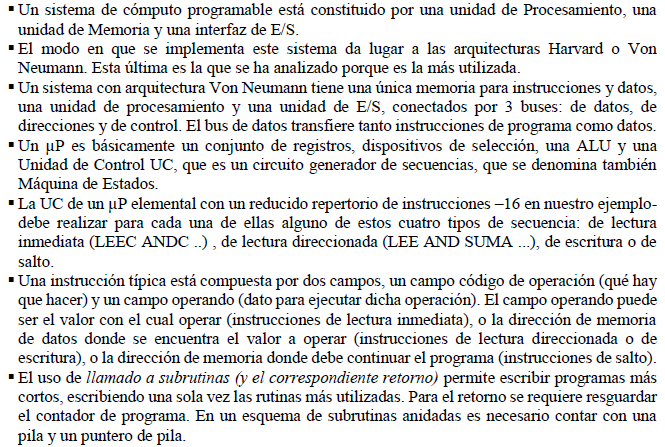 ▪ Un sistema de cómputo programable está constituido por una unidad de Procesamiento, una
unidad de Memoria y una interfaz de E/S.
▪ El modo en que se implementa este sistema da lugar a las arquitecturas Harvard o Von
Neumann. Esta última es la que se ha analizado porque es la más utilizada.
▪ Un sistema con arquitectura Von Neumann tiene una única memoria para instrucciones y datos,
una unidad de procesamiento y una unidad de E/S, conectados por 3 buses: de datos, de
direcciones y de control. El bus de datos transfiere tanto instrucciones de programa como datos.
▪ Un µP es básicamente un conjunto de registros, dispositivos de selección, una ALU y una
Unidad de Control UC, que es un circuito generador de secuencias, que se denomina también
Máquina de Estados.
▪ La UC de un µP elemental con un reducido repertorio de instrucciones –16 en nuestro ejemplo-
debe realizar para cada una de ellas alguno de estos cuatro tipos de secuencia: de lectura
inmediata (LEEC ANDC ..) , de lectura direccionada (LEE AND SUMA ...), de escritura o de
salto.
▪ Una instrucción típica está compuesta por dos campos, un campo código de operación (qué hay
que hacer) y un campo operando (dato para ejecutar dicha operación). El campo operando puede
ser el valor con el cual operar (instrucciones de lectura inmediata), o la dirección de memoria
de datos donde se encuentra el valor a operar (instrucciones de lectura direccionada o de
escritura), o la dirección de memoria donde debe continuar el programa (instrucciones de salto).
▪ El uso de llamado a subrutinas (y el correspondiente retorno) permite escribir programas más
cortos, escribiendo una sola vez las rutinas más utilizadas. Para el retorno se requiere resguardar
el contador de programa. En un esquema de subrutinas anidadas es necesario contar con una
pila y un puntero de pila.